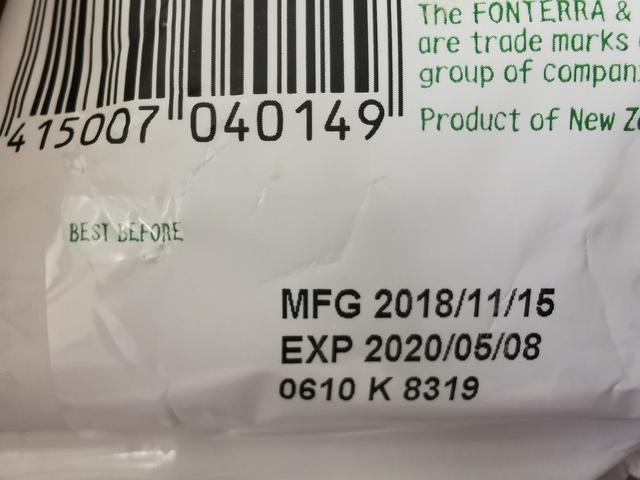 The FONTERRA &
are trade marks
group of compan
Product of New Ze
415007 040149
BEST BEFORE
MFG 2018/11/15
EXP 2020/05/08
0610 K 8319